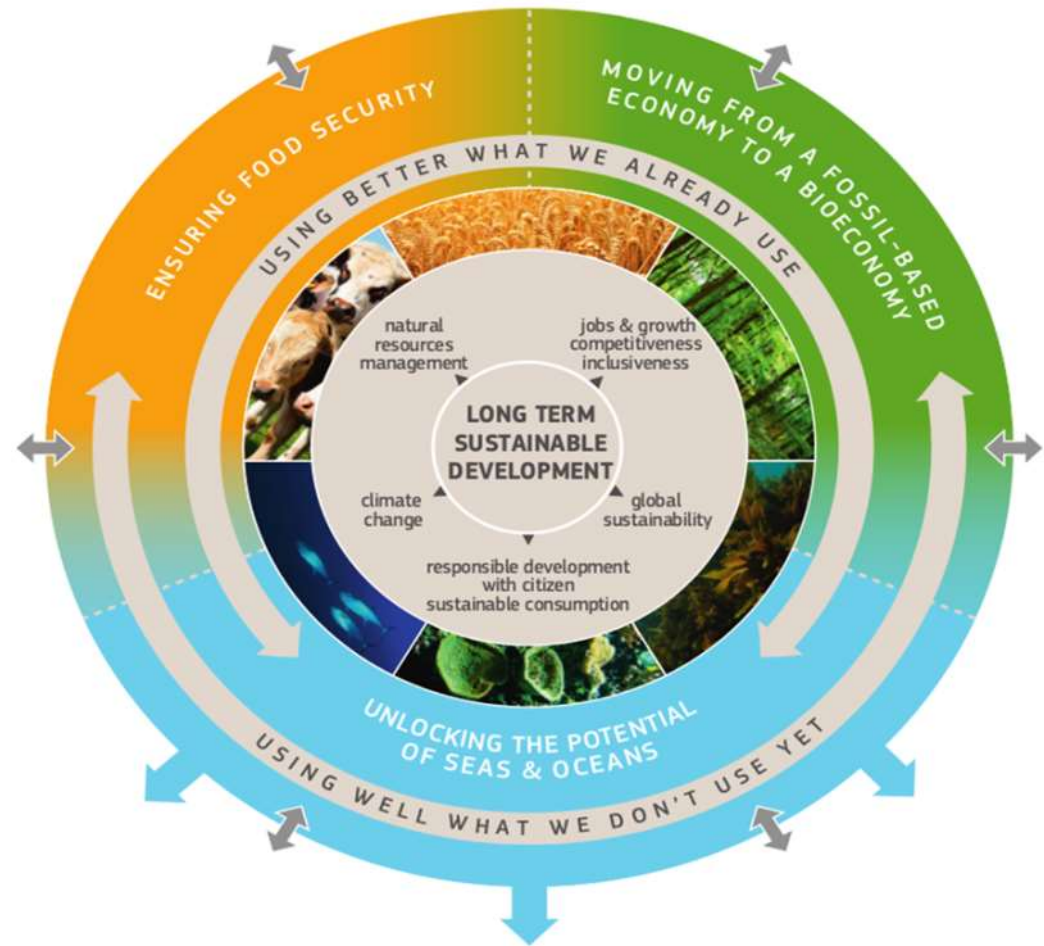 ENSURING FOOD SECURITY
MOVING FROM A FOSSIL-BASED
ECONOMY TO A BIOECONOMY
USING BETTER WHAT WE ALREADY USE
natural
resources
management
jobs & growth
competitiveness
inclusiveness
LONG TERM
SUSTAINABLE
DEVELOPMENT
climate
change
global
sustainability
responsible development
with citizen
sustainable consumption
UNLOCKING THE POTENTIAL
OF SEAS & OCEANS
USING WELL WHAT WE DON'T USE YET